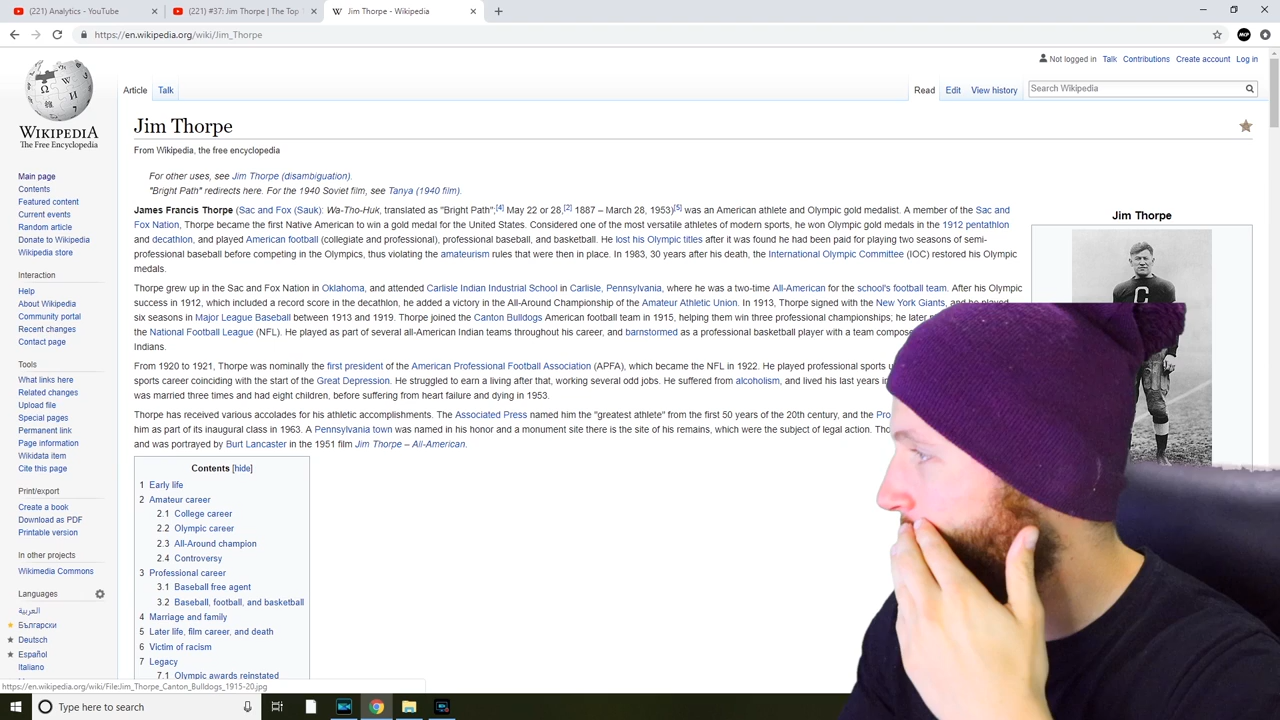 (221) Analytics - YouTube
(221) #37: Jim Thorpe | The Top
Jim Thorpe - Wikipedia
https://en.wikipedia.org/wiki/Jim_Thorpe
Not logged in Talk Contributions Create account Log in
Article Talk
Read Edit View history
Search Wikipedia
WIKIPEDIA
The Free Encyclopedia
Main page
Contents
Featured content
Current events
Random article
Donate to Wikipedia
Wikipedia store
Interaction
Help
About Wikipedia
Community portal
Recent changes
Contact page
Tools
What links here
Related changes
Upload file
Special pages
Permanent link
Page information
Wikidata item
Cite this page
Print/export
Create a book
Download as PDF
Printable version
In other projects
Wikimedia Commons
Languages
العربية
Български
Deutsch
Español
Italiano
Jim Thorpe
From Wikipedia, the free encyclopedia
For other uses, see Jim Thorpe (disambiguation).
"Bright Path" redirects here. For the 1940 Soviet film, see Tanya (1940 film).
James Francis Thorpe (Sac and Fox (Sauk): Wa-Tho-Huk, translated as "Bright Path";[4] May 22 or 28,[2] 1887 – March 28, 1953)[5] was an American athlete and Olympic gold medalist. A member of the Sac and
Fox Nation, Thorpe became the first Native American to win a gold medal for the United States. Considered one of the most versatile athletes of modern sports, he won Olympic gold medals in the 1912 pentathlon
and decathlon, and played American football (collegiate and professional), professional baseball, and basketball. He lost his Olympic titles after it was found he had been paid for playing two seasons of semi-
professional baseball before competing in the Olympics, thus violating the amateurism rules that were then in place. In 1983, 30 years after his death, the International Olympic Committee (IOC) restored his Olympic
medals.
Thorpe grew up in the Sac and Fox Nation in Oklahoma, and attended Carlisle Indian Industrial School in Carlisle, Pennsylvania, where he was a two-time All-American for the school's football team. After his Olympic
success in 1912, which included a record score in the decathlon, he added a victory in the All-Around Championship of the Amateur Athletic Union. In 1913, Thorpe signed with the New York Giants, and he played
six seasons in Major League Baseball between 1913 and 1919. Thorpe joined the Canton Bulldogs American football team in 1915, helping them win three professional championships; he later
the National Football League (NFL). He played as part of several all-American Indian teams throughout his career, and barnstormed as a professional basketball player with a team
Indians.
From 1920 to 1921, Thorpe was nominally the first president of the American Professional Football Association (APFA), which became the NFL in 1922. He played professional sports
sports career coinciding with the start of the Great Depression. He struggled to earn a living after that, working several odd jobs. He suffered from alcoholism, and lived his last years
was married three times and had eight children, before suffering from heart failure and dying in 1953.
Thorpe has received various accolades for his athletic accomplishments. The Associated Press named him the "greatest athlete" from the first 50 years of the 20th century, and the
him as part of its inaugural class in 1963. A Pennsylvania town was named in his honor and a monument site there is the site of his remains, which were the subject of legal action.
and was portrayed by Burt Lancaster in the 1951 film Jim Thorpe – All-American.
Jim Thorpe
C
Contents [hide]
1 Early life
2 Amateur career
2.1 College career
2.2 Olympic career
2.3 All-Around champion
2.4 Controversy
3 Professional career
3.1 Baseball free agent
3.2 Baseball, football, and basketball
4 Marriage and family
5 Later life, film career, and death
6 Victim of racism
7 Legacy
7.1 Olympic awards reinstated
https://en.wikipedia.org/wiki/File:Jim_Thorpe_Canton_Bulldogs_1915-20.jpg
Type here to search